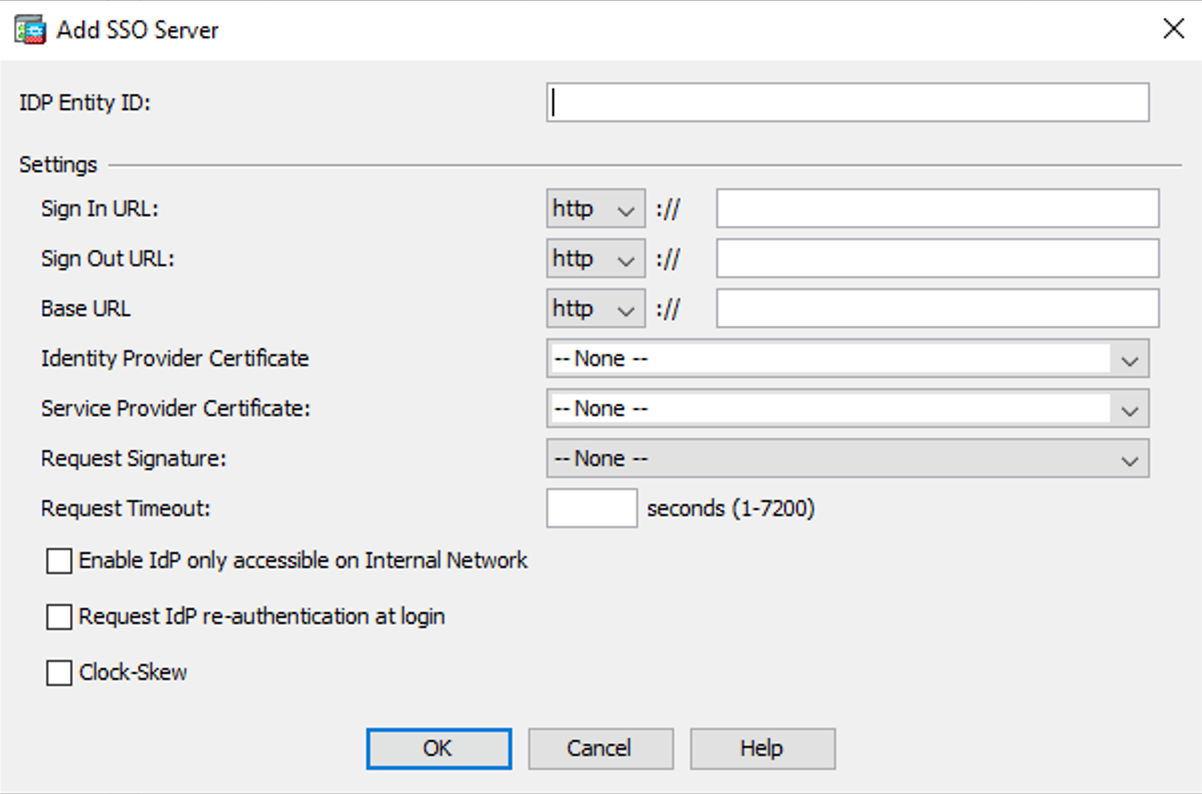 Add SSO Server
IDP Entity ID:
Settings
Sign In URL: http ://
Sign Out URL: http ://
Base URL http ://
Identity Provider Certificate -- None --
Service Provider Certificate: -- None --
Request Signature: -- None --
Request Timeout: seconds (1-7200)
Enable IdP only accessible on Internal Network
Request IdP re-authentication at login
Clock-Skew
OK Cancel Help